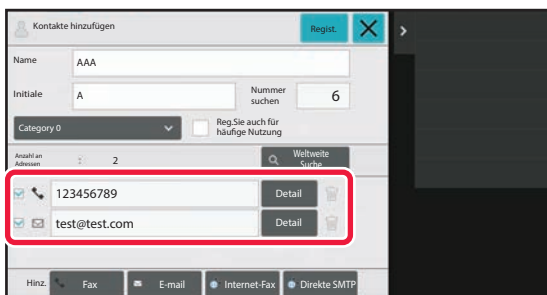 Kontakte hinzufügen
Regist.
Name
AAA
Initiale
A
Nummer
suchen
6
Category 0
Reg.Sie auch für
häufige Nutzung
Anzahl an
Adressen
:
2
Weltweite
Suche
123456789
Detail
test@test.com
Detail
Hinz.
Fax
E-mail
Internet-Fax
Direkte SMTP